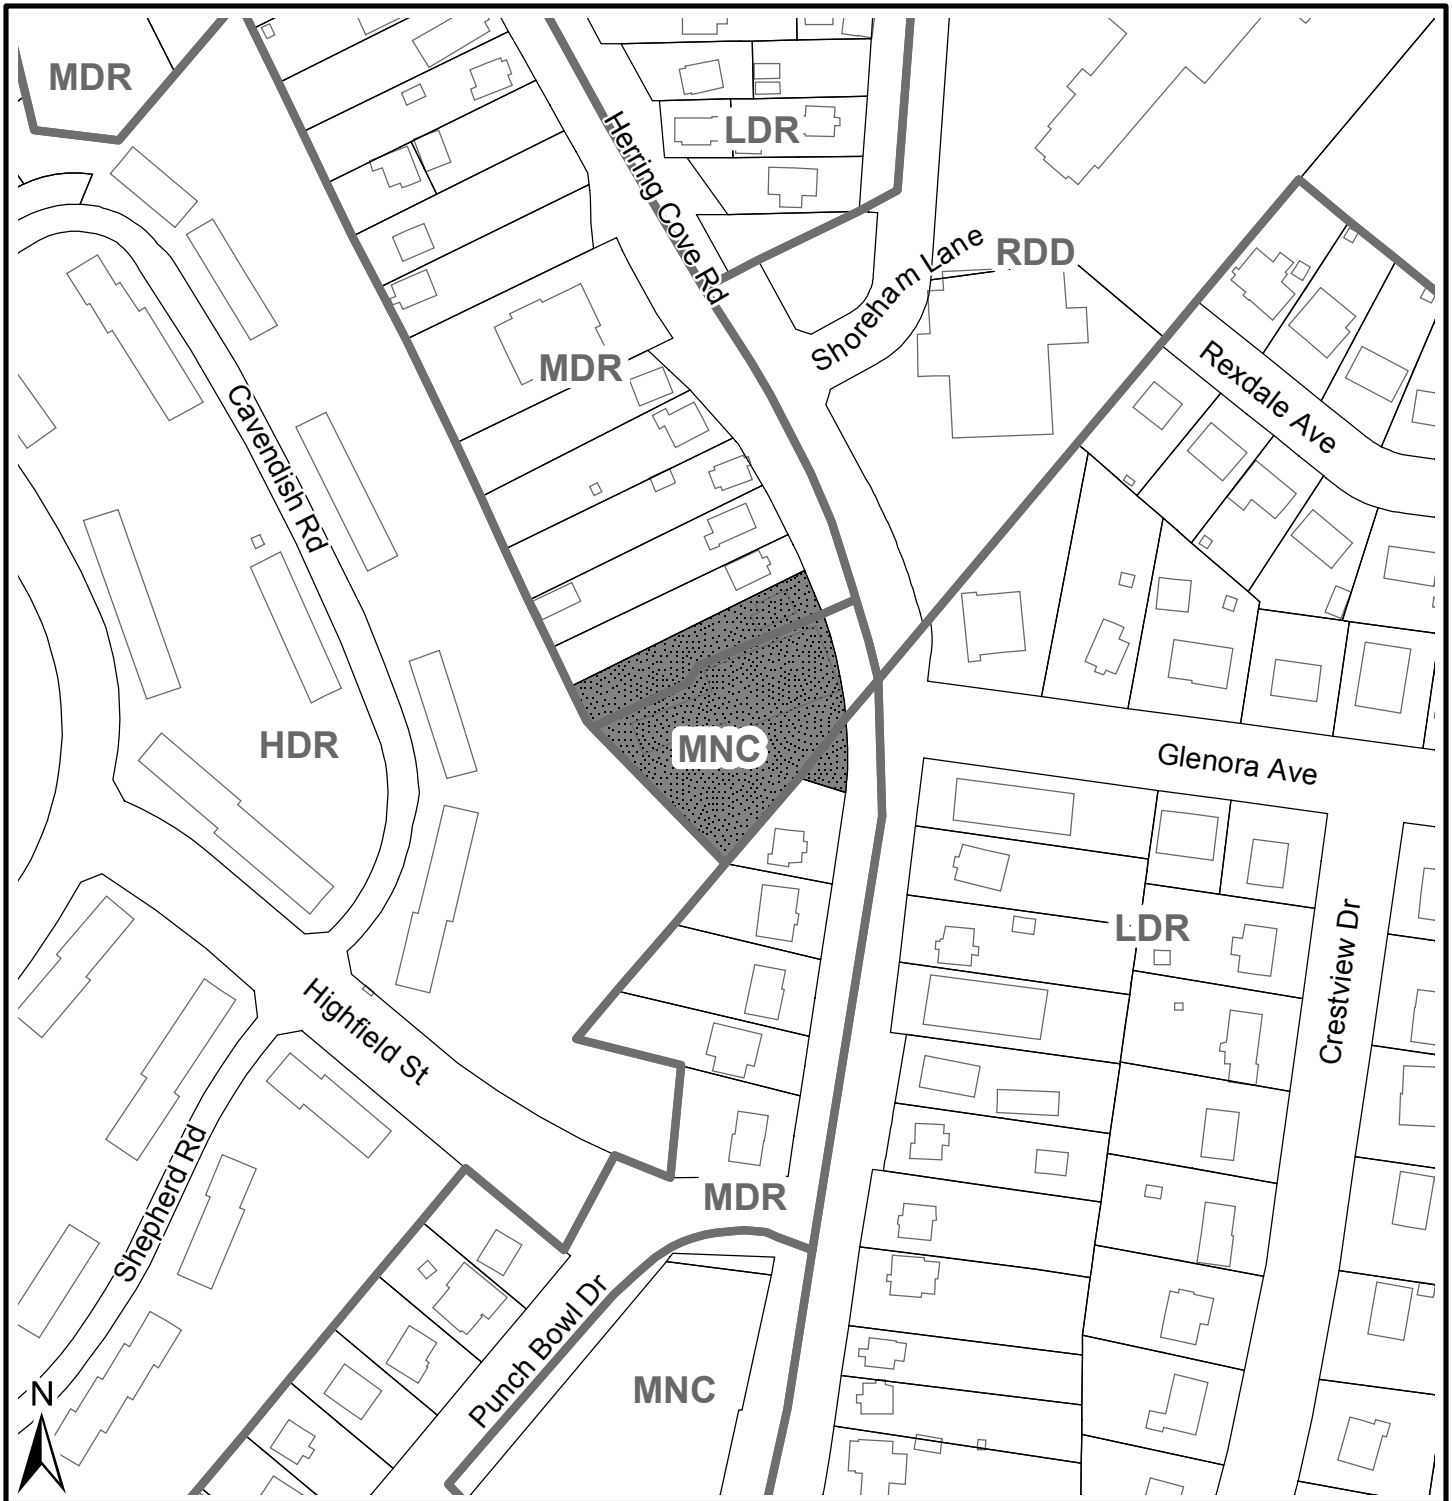 MDR
LDR
Herring Cove Rd
RDD
Shoreham Lane
MDR
Rexdale Ave
Cavendish Rd
HDR
MNC
Glenora Ave
LDR
Crestview Dr
Highfield St
MDR
Shepherd Rd
Punch Bowl Dr
MNC
N